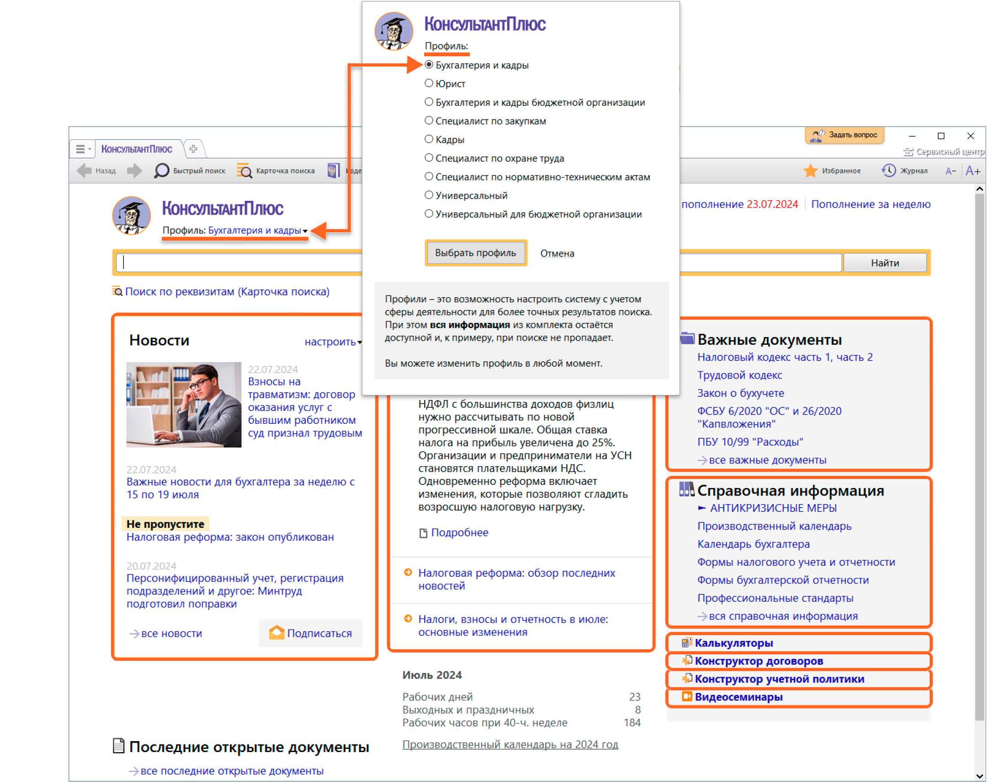 КонсультантПлюс
Профиль:
Бухгалтерия и кадры
Юрист
Бухгалтерия и кадры бюджетной организации
Специалист по закупкам
Кадры
Специалист по охране труда
Специалист по нормативно-техническим актам
Универсальный
Универсальный для бюджетной организации
Выбрать профиль Отмена
Профили – это возможность настроить систему с учетом
сферы деятельности для более точных результатов поиска.
При этом вся информация из комплекта остаётся
доступной и, к примеру, при поиске не пропадает.
Вы можете изменить профиль в любой момент.
КонсультантПлюс
Задать вопрос
Сервисный центр
Назад Быстрый поиск Карточка поиска Коде
Избранное Журнал A− A+
КонсультантПлюс
Профиль: Бухгалтерия и кадры
пополнение 23.07.2024 Пополнение за неделю
Найти
Поиск по реквизитам (Карточка поиска)
Новости настроить
22.07.2024
Взносы на
травматизм: договор
оказания услуг с
бывшим работником
суд признал трудовым
22.07.2024
Важные новости для бухгалтера за неделю с
15 по 19 июля
Не пропустите
Налоговая реформа: закон опубликован
20.07.2024
Персонифицированный учет, регистрация
подразделений и другое: Минтруд
подготовил поправки
все новости Подписаться
НДФЛ с большинства доходов физлиц
нужно рассчитывать по новой
прогрессивной шкале. Общая ставка
налога на прибыль увеличена до 25%.
Организации и предприниматели на УСН
становятся плательщиками НДС.
Одновременно реформа включает
изменения, которые позволяют сгладить
возросшую налоговую нагрузку.
Подробнее
Налоговая реформа: обзор последних
новостей
Налоги, взносы и отчетность в июле:
основные изменения
Июль 2024
Рабочих дней 23
Выходных и праздничных 8
Рабочих часов при 40-ч. неделе 184
Производственный календарь на 2024 год
Важные документы
Налоговый кодекс часть 1, часть 2
Трудовой кодекс
Закон о бухучете
ФСБУ 6/2020 "ОС" и 26/2020
"Капвложения"
ПБУ 10/99 "Расходы"
все важные документы
Справочная информация
АНТИКРИЗИСНЫЕ МЕРЫ
Производственный календарь
Календарь бухгалтера
Формы налогового учета и отчетности
Формы бухгалтерской отчетности
Профессиональные стандарты
вся справочная информация
Калькуляторы
Конструктор договоров
Конструктор учетной политики
Видеосеминары
Последние открытые документы
все последние открытые документы